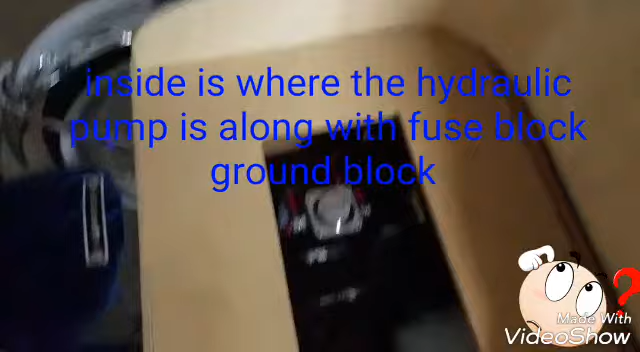 inside is where the hydraulic
pump is along with fuse block
ground block
Made With
VideoShow